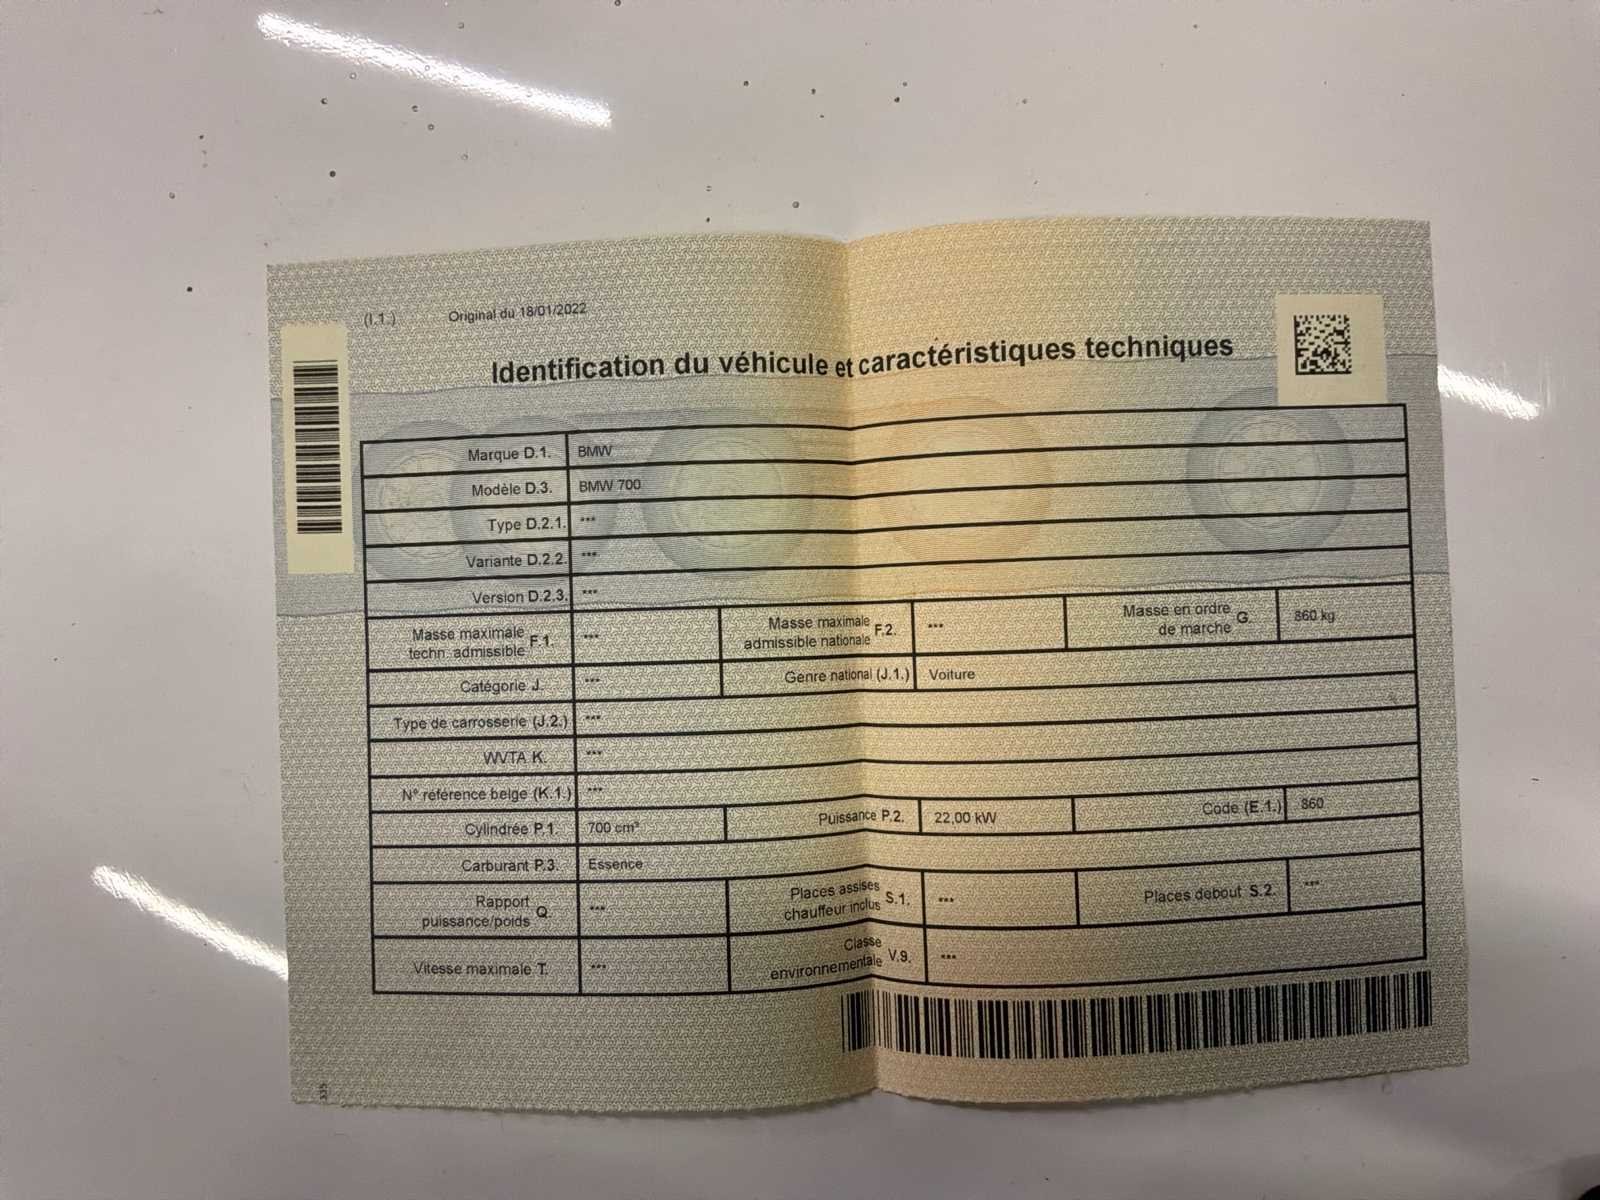 (I.1.) Original du 18/01/2022
Identification du véhicule et caractéristiques techniques
Marque D.1. BMW
Modèle D.3. BMW 700
Type D.2.1. ***
Variante D.2.2. ***
Version D.2.3. ***
Masse maximale techn. admissible F.1. *** Masse maximale admissible nationale F.2. *** Masse en ordre de marche G. 860 kg
Catégorie J. *** Genre national (J.1.) Voiture
Type de carrosserie (J.2.) ***
WVTA K. ***
N° référence belge (K.1.) ***
Cylindrée P.1. 700 cm³ Puissance P.2. 22,00 kW Code (E.1.) 860
Carburant P.3. Essence
Rapport puissance/poids Q. *** Places assises chauffeur inclus S.1. *** Places debout S.2. ***
Vitesse maximale T. *** Classe environnementale V.9. ***